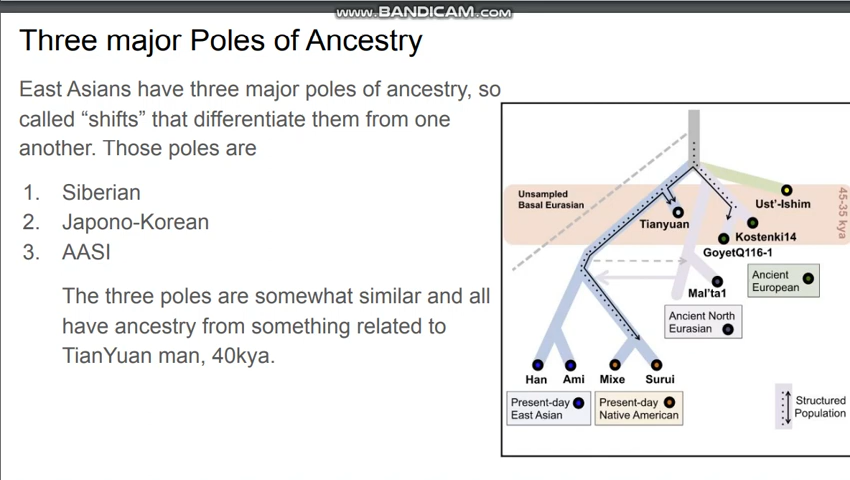 www.BANDICAM.com
Three major Poles of Ancestry
East Asians have three major poles of ancestry, so
called “shifts” that differentiate them from one
another. Those poles are
1. Siberian
2. Japono-Korean
3. AASI
The three poles are somewhat similar and all
have ancestry from something related to
TianYuan man, 40kya.
Unsampled
Basal Eurasian
45-35 kya
Ust'-Ishim
Tianyuan
Kostenki14
GoyetQ116-1
Ancient
European
Mal'ta1
Ancient North
Eurasian
Han
Ami
Mixe
Surui
Present-day
East Asian
Present-day
Native American
Structured
Population